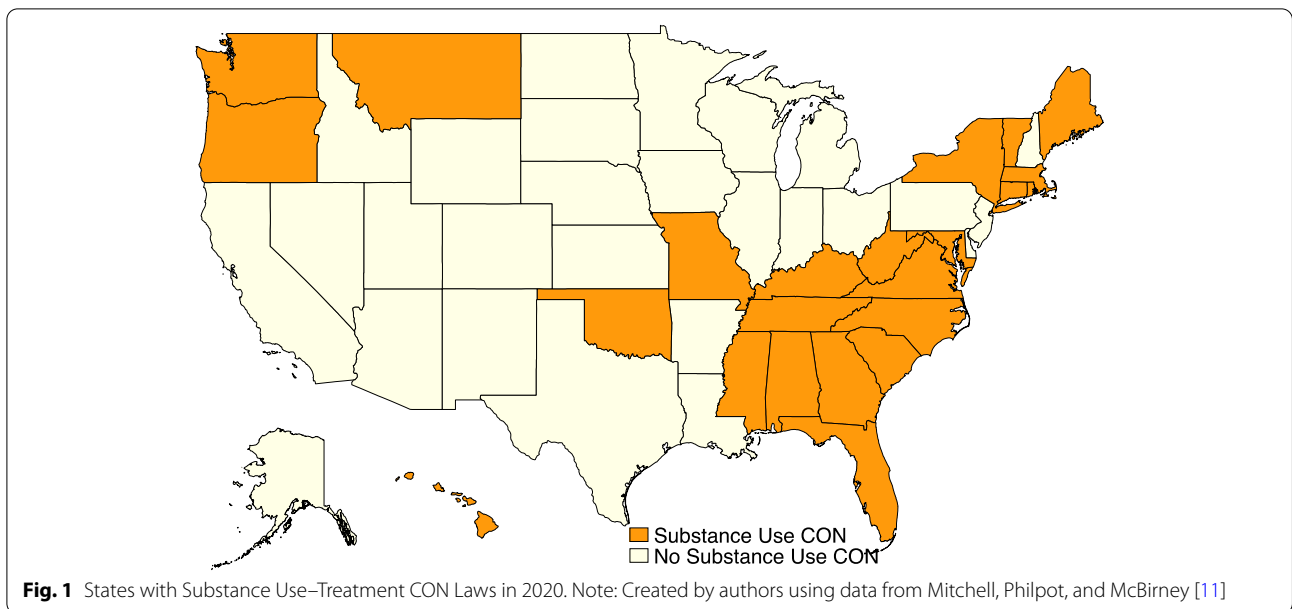 Substance Use CON
No Substance Use CON
Fig. 1 States with Substance Use–Treatment CON Laws in 2020. Note: Created by authors using data from Mitchell, Philpot, and McBirney [11]